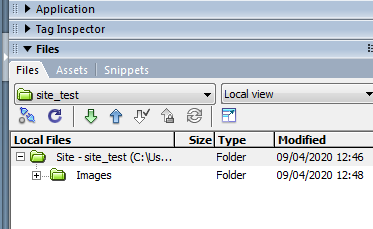 Application
Tag Inspector
Files
Files Assets Snippets
site_test Local view
Local Files Size Type Modified
Site - site_test (C:\Us... Folder 09/04/2020 12:46
Images Folder 09/04/2020 12:48